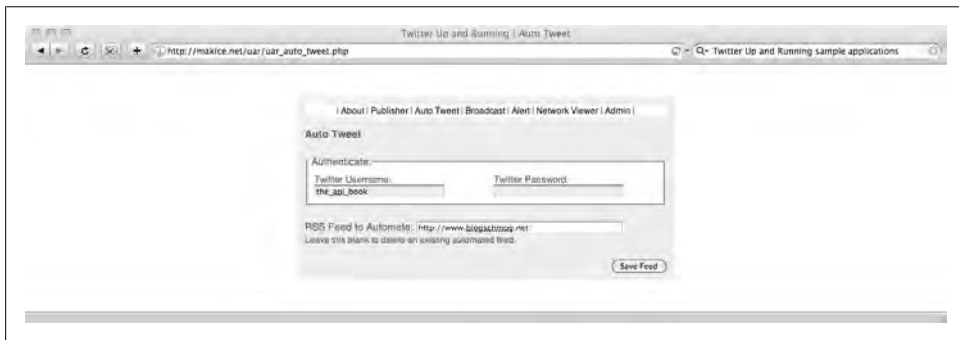 Twitter Up and Running | Auto Tweet
http://makice.net/uar/uar_auto_tweet.php
Q- Twitter Up and Running sample applications
| About | Publisher | Auto Tweet | Broadcast | Alert | Network Viewer | Admin |
Auto Tweet
Authenticate:
Twitter Username: Twitter Password:
the_api_book
RSS Feed to Automate: http://www.blogschmog.net
Leave this blank to delete an existing automated feed.
Save Feed